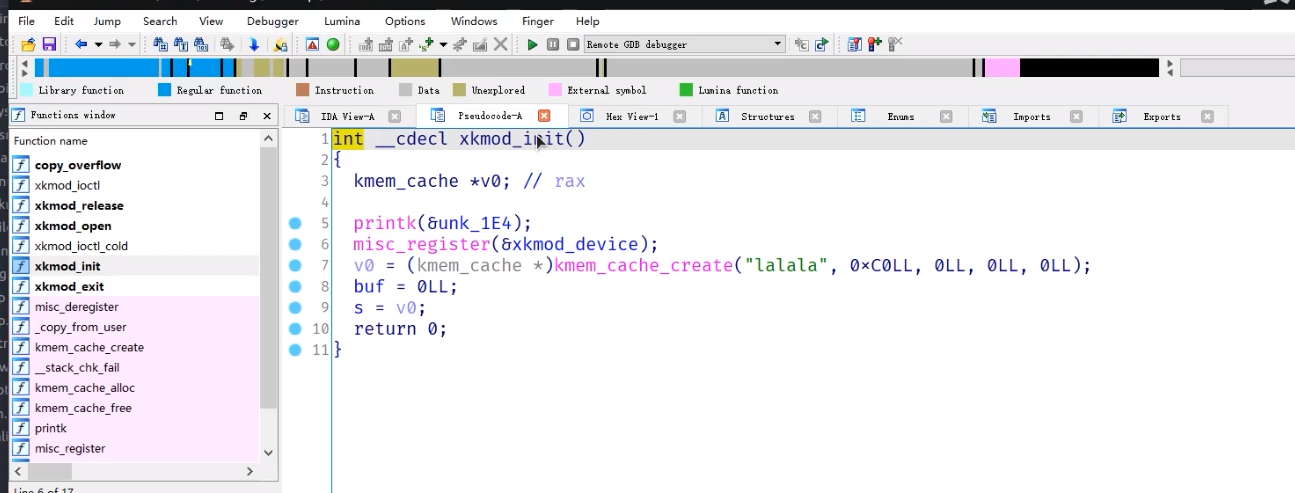 File Edit Jump Search View Debugger Lumina Options Windows Finger Help
Remote GDB debugger
Library function Regular function Instruction Data Unexplored External symbol Lumina function
Functions window
IDA View-A Pseudocode-A Hex View-1 Structures Enums Imports Exports
Function name
copy_overflow
xkmod_ioctl
xkmod_release
xkmod_open
xkmod_ioctl_cold
xkmod_init
xkmod_exit
misc_deregister
_copy_from_user
kmem_cache_create
__stack_chk_fail
kmem_cache_alloc
kmem_cache_free
printk
misc_register
Line 6 of 17
1 int __cdecl xkmod_init()
2 {
3 kmem_cache *v0; // rax
4
5 printk(&unk_1E4);
6 misc_register(&xkmod_device);
7 v0 = (kmem_cache *)kmem_cache_create("lalala", 0×C0LL, 0LL, 0LL, 0LL);
8 buf = 0LL;
9 s = v0;
10 return 0;
11 }